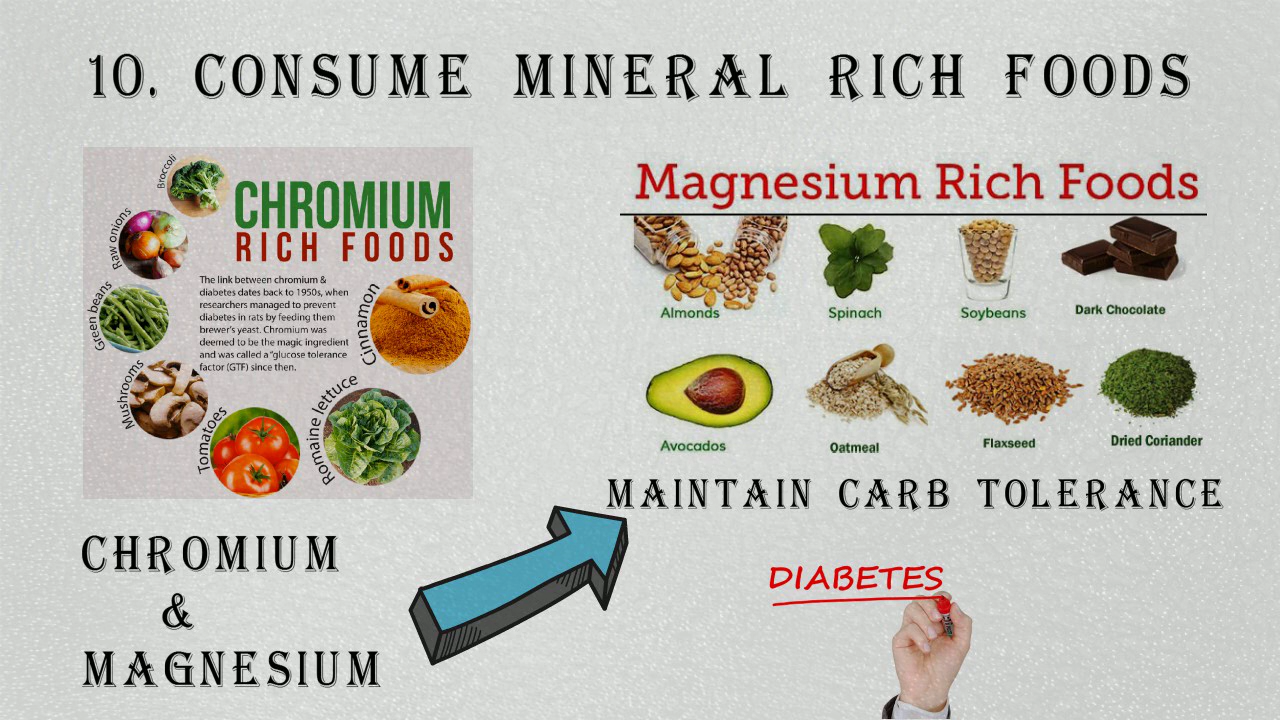 10. CONSUME MINERAL RICH FOODS
CHROMIUM
RICH FOODS
Broccoli
Raw onions
Green beans
Mushrooms
Tomatoes
Romaine lettuce
Cinnamon
The link between chromium &
diabetes dates back to 1950s, when
researchers managed to prevent
diabetes in rats by feeding them
brewer's yeast. Chromium was
deemed to be the magic ingredient
and was called a "glucose tolerance
factor (GTF) since then.
Magnesium Rich Foods
Almonds
Spinach
Soybeans
Dark Chocolate
Avocados
Oatmeal
Flaxseed
Dried Coriander
MAINTAIN CARB TOLERANCE
CHROMIUM
&
MAGNESIUM
DIABETES